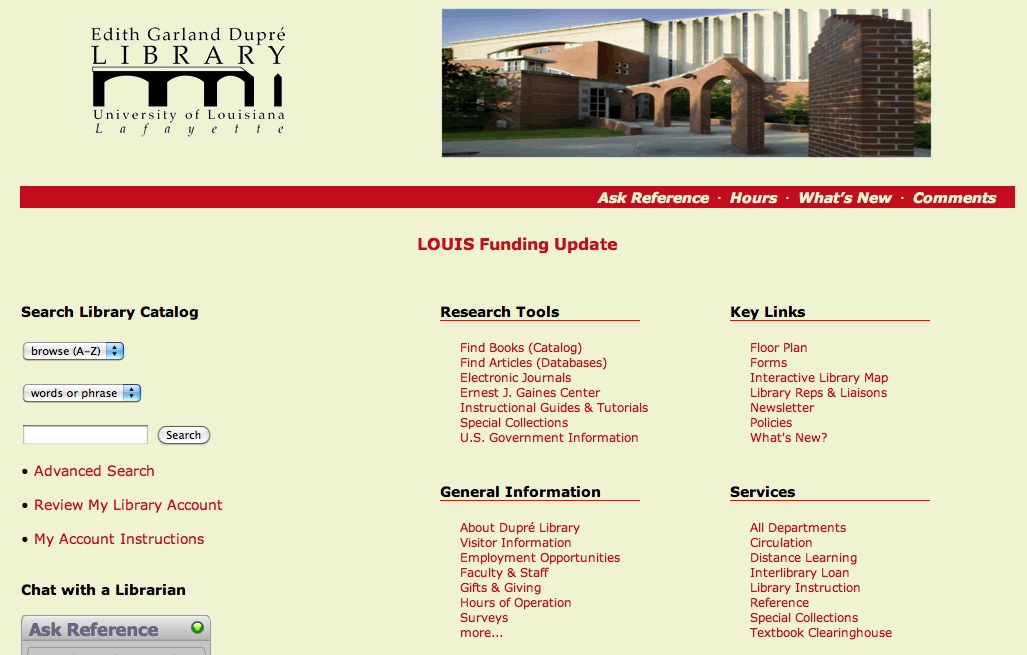 Edith Garland Dupré
LIBRARY
University of Louisiana
Lafayette
Ask Reference · Hours · What's New · Comments
LOUIS Funding Update
Search Library Catalog
browse (A-Z)
words or phrase
Search
• Advanced Search
• Review My Library Account
• My Account Instructions
Chat with a Librarian
Ask Reference
Research Tools
Find Books (Catalog)
Find Articles (Databases)
Electronic Journals
Ernest J. Gaines Center
Instructional Guides & Tutorials
Special Collections
U.S. Government Information
Key Links
Floor Plan
Forms
Interactive Library Map
Library Reps & Liaisons
Newsletter
Policies
What's New?
General Information
About Dupré Library
Visitor Information
Employment Opportunities
Faculty & Staff
Gifts & Giving
Hours of Operation
Surveys
more...
Services
All Departments
Circulation
Distance Learning
Interlibrary Loan
Library Instruction
Reference
Special Collections
Textbook Clearinghouse